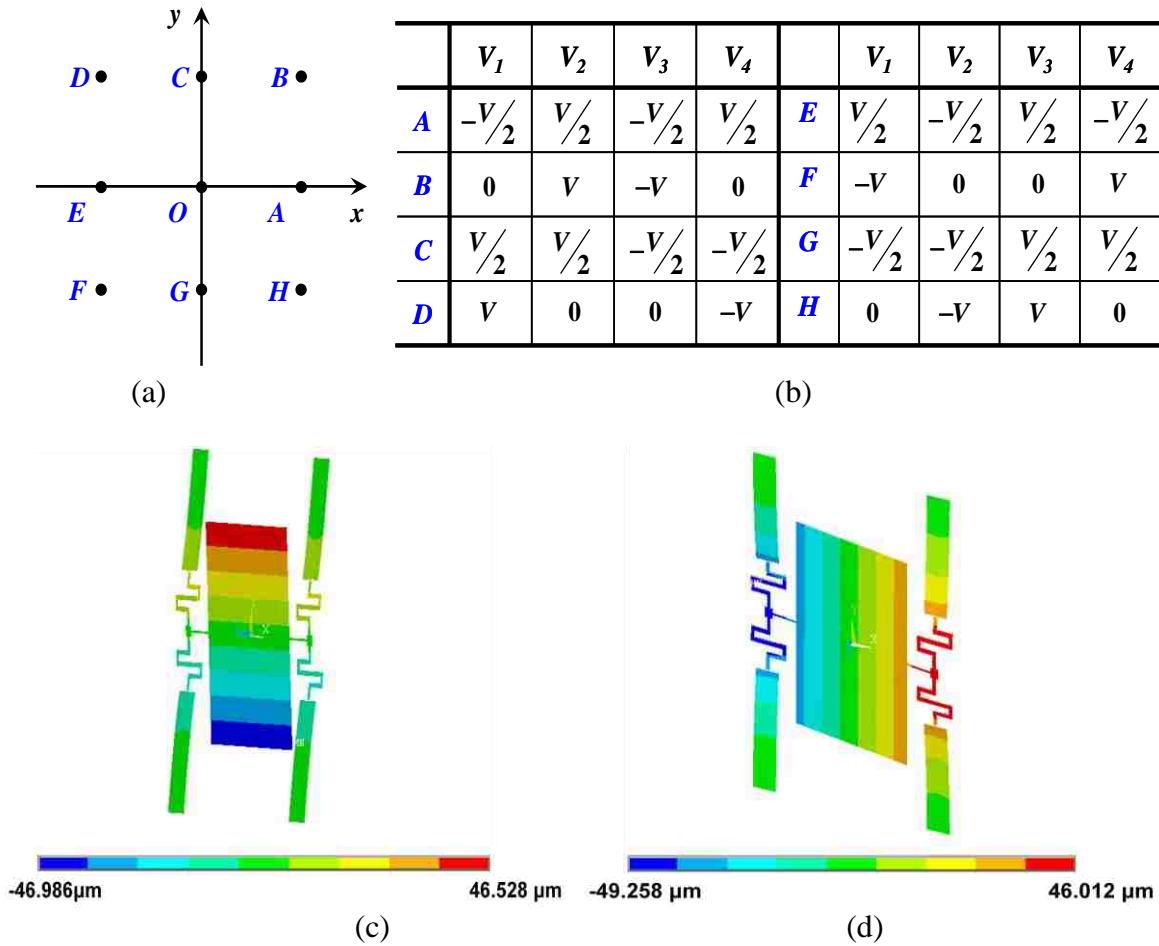 y
D C B
E O A x
F G H
(a)
V1 V2 V3 V4 V1 V2 V3 V4
A -V/2 V/2 -V/2 V/2 E V/2 -V/2 V/2 -V/2
B 0 V -V 0 F -V 0 0 V
C V/2 V/2 -V/2 -V/2 G -V/2 -V/2 V/2 V/2
D V 0 0 -V H 0 -V V 0
(b)
X
-46.986μm 46.528 μm
(c)
X
-49.258 μm 46.012 μm
(d)